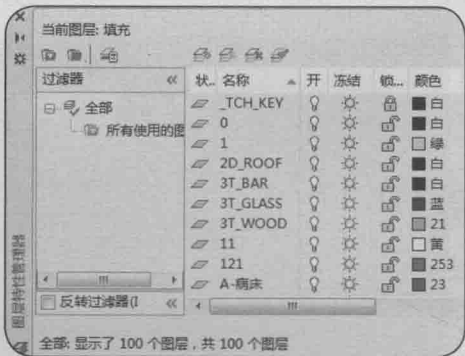 当前图层: 填充
过滤器 «
全部
所有使用的图
反转过滤器(I «
状.. 名称 开 冻结 锁... 颜色
_TCH_KEY 白
0 白
1 绿
2D_ROOF 白
3T_BAR 白
3T_GLASS 蓝
3T_WOOD 21
11 黄
121 253
A-病床 23
图层特性管理器
全部: 显示了 100 个图层，共 100 个图层